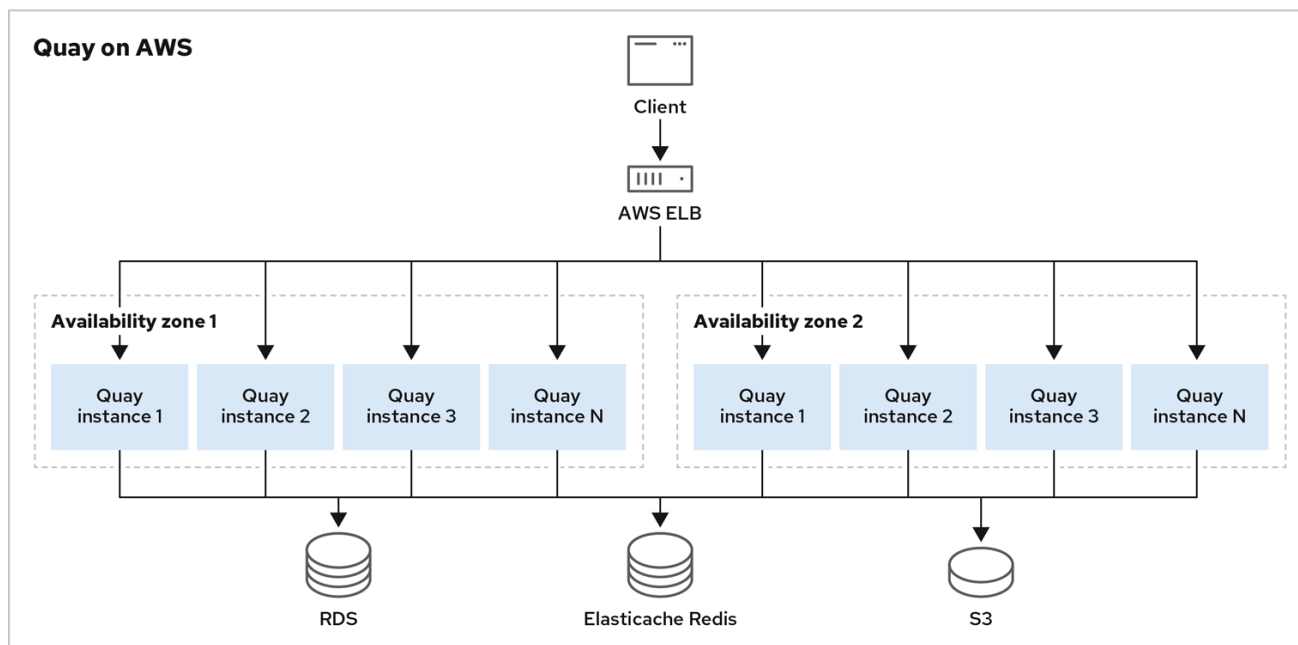 Quay on AWS
Client
AWS ELB
Availability zone 1
Availability zone 2
Quay
instance 1
Quay
instance 2
Quay
instance 3
Quay
instance N
Quay
instance 1
Quay
instance 2
Quay
instance 3
Quay
instance N
RDS
Elasticache Redis
S3